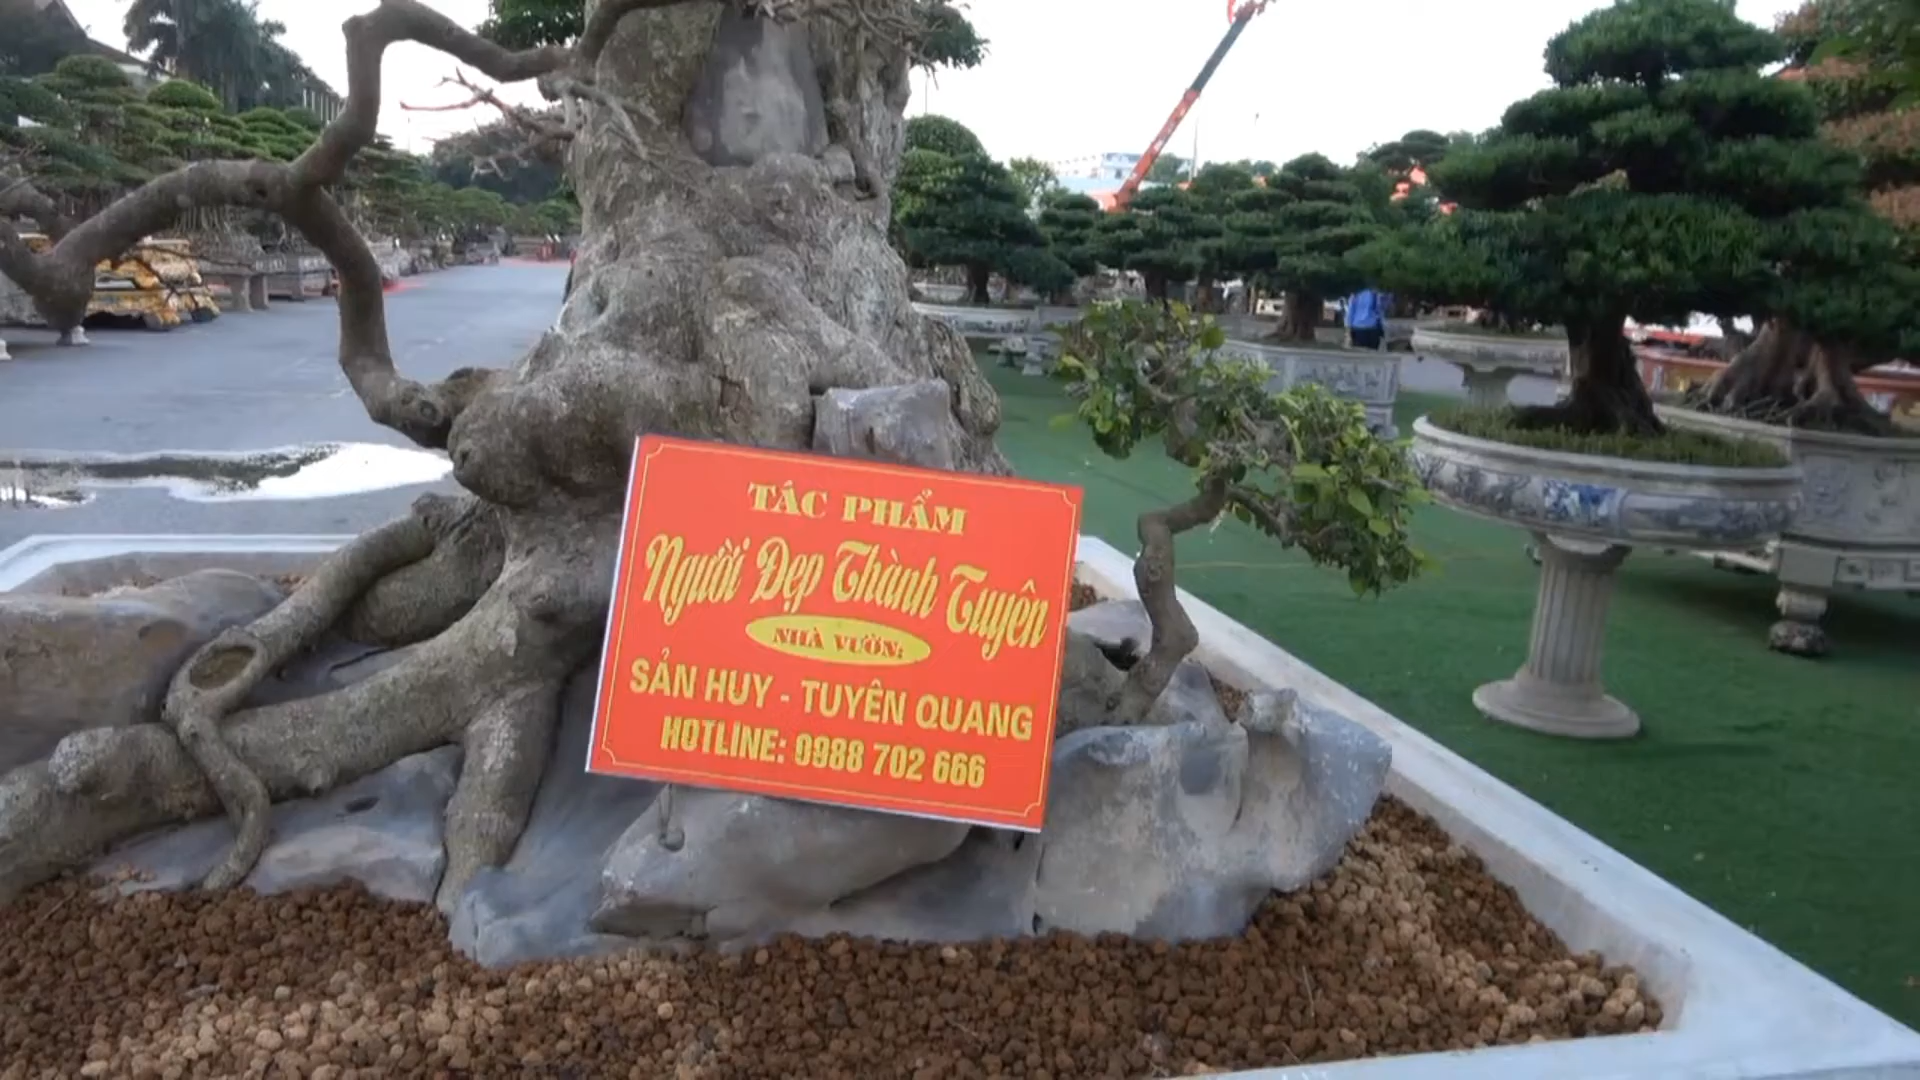 TÁC PHẨM
Người Đẹp Thành Tuyên
NHÀ VƯỜN:
SẢN HUY - TUYÊN QUANG
HOTLINE: 0988 702 666